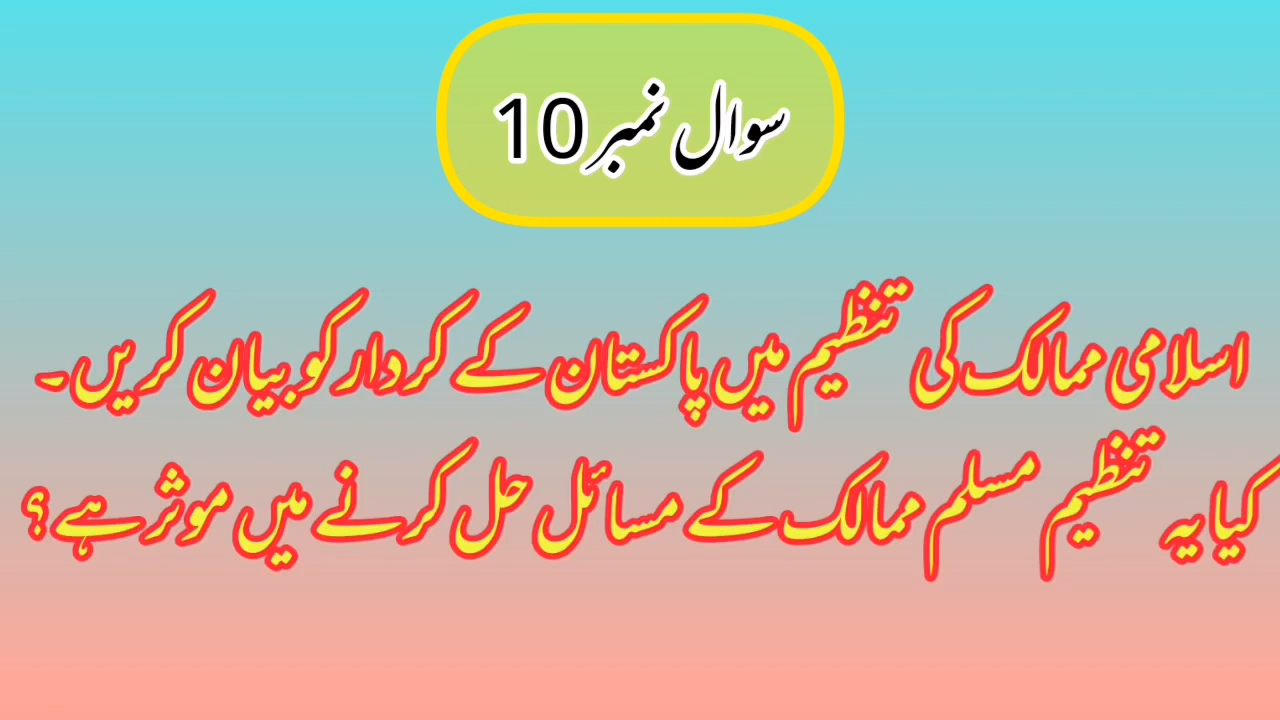 سوال نمبر 10
اسلامی ممالک کی تنظیم میں پاکستان کے کردار کو بیان کریں۔
کیا یہ تنظیم مسلم ممالک کے مسائل حل کرنے میں موثر ہے؟